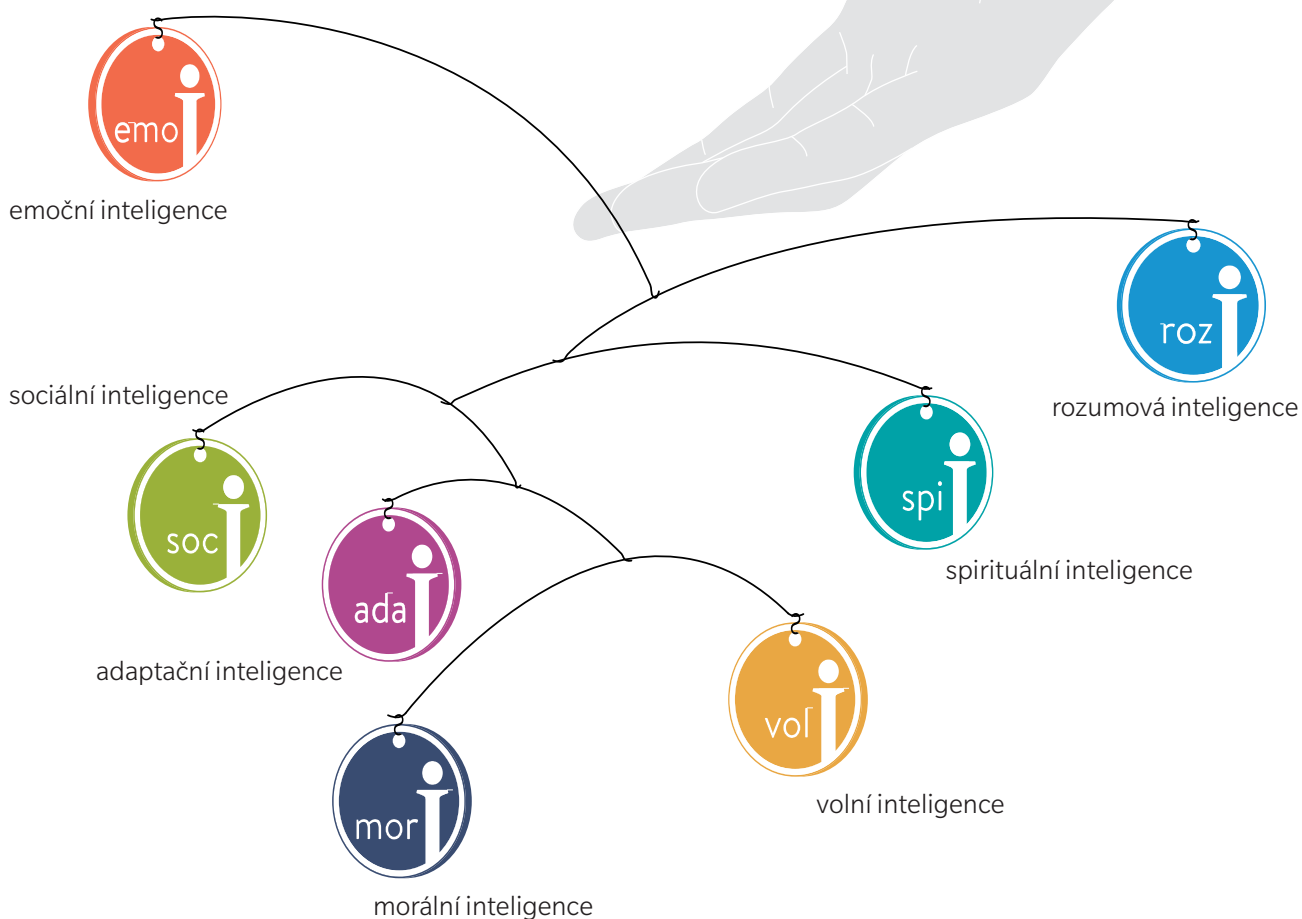 emo i
emoční inteligence
roz i
rozumová inteligence
sociální inteligence
soc i
spi i
spirituální inteligence
ada i
adaptační inteligence
vol i
volní inteligence
mor i
morální inteligence